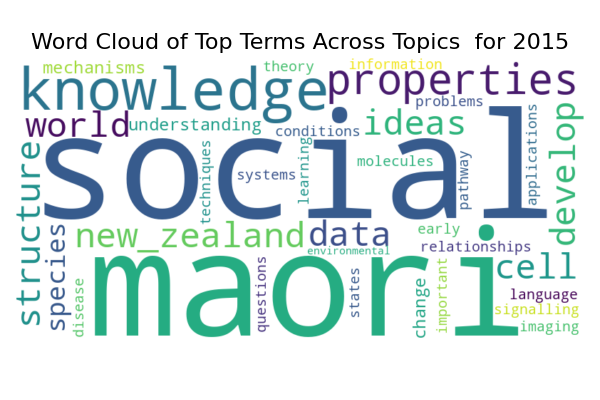 Word Cloud of Top Terms Across Topics  for 2015
mechanisms
theory
information
knowledge
properties
problems
world
understanding
conditions
ideas
applications
develop
social
structure
techniques
systems
learning
molecules
pathway
species
new_zealand
data
early
relationships
environmental
cell
maori
disease
questions
states
change
important
language
signalling
imaging